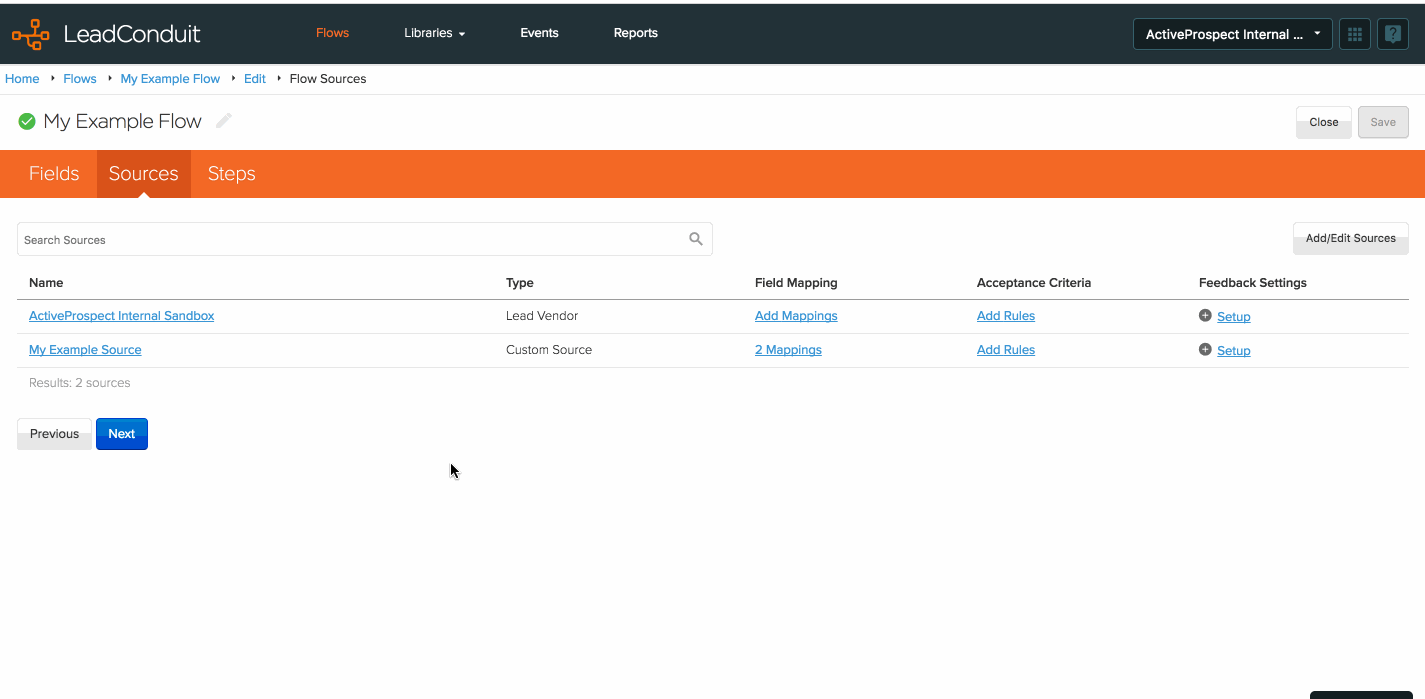 LeadConduit Flows Libraries Events Reports ActiveProspect Internal ...
Home Flows My Example Flow Edit Flow Sources
My Example Flow Close Save
Fields Sources Steps
Search Sources Add/Edit Sources
Name Type Field Mapping Acceptance Criteria Feedback Settings
ActiveProspect Internal Sandbox Lead Vendor Add Mappings Add Rules Setup
My Example Source Custom Source 2 Mappings Add Rules Setup
Results: 2 sources
Previous Next